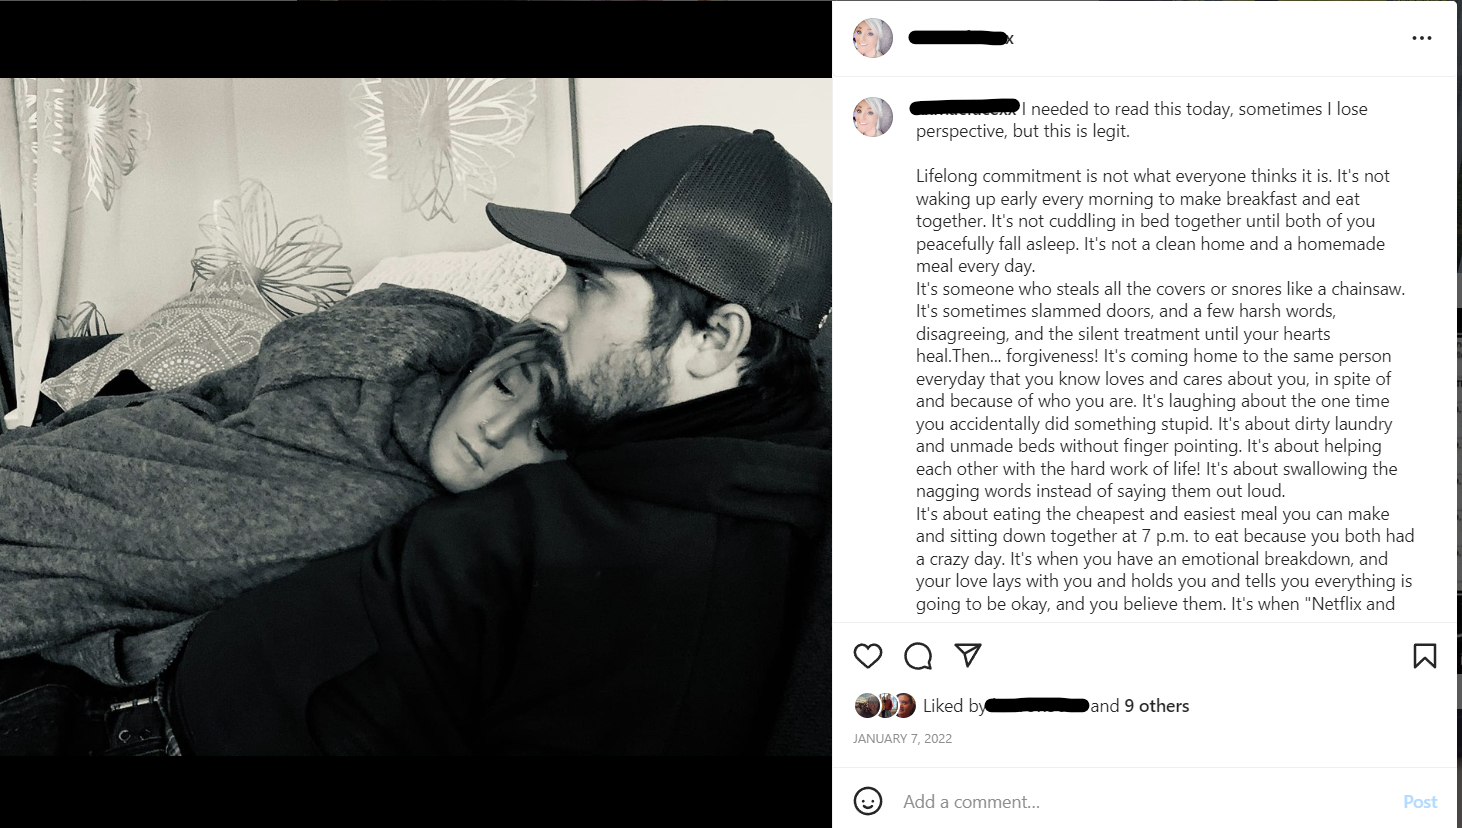 x
I needed to read this today, sometimes I lose
perspective, but this is legit.
Lifelong commitment is not what everyone thinks it is. It's not
waking up early every morning to make breakfast and eat
together. It's not cuddling in bed together until both of you
peacefully fall asleep. It's not a clean home and a homemade
meal every day.
It's someone who steals all the covers or snores like a chainsaw.
It's sometimes slammed doors, and a few harsh words,
disagreeing, and the silent treatment until your hearts
heal.Then... forgiveness! It's coming home to the same person
everyday that you know loves and cares about you, in spite of
and because of who you are. It's laughing about the one time
you accidentally did something stupid. It's about dirty laundry
and unmade beds without finger pointing. It's about helping
each other with the hard work of life! It's about swallowing the
nagging words instead of saying them out loud.
It's about eating the cheapest and easiest meal you can make
and sitting down together at 7 p.m. to eat because you both had
a crazy day. It's when you have an emotional breakdown, and
your love lays with you and holds you and tells you everything is
going to be okay, and you believe them. It's when "Netflix and
Liked by and 9 others
JANUARY 7, 2022
Add a comment... Post